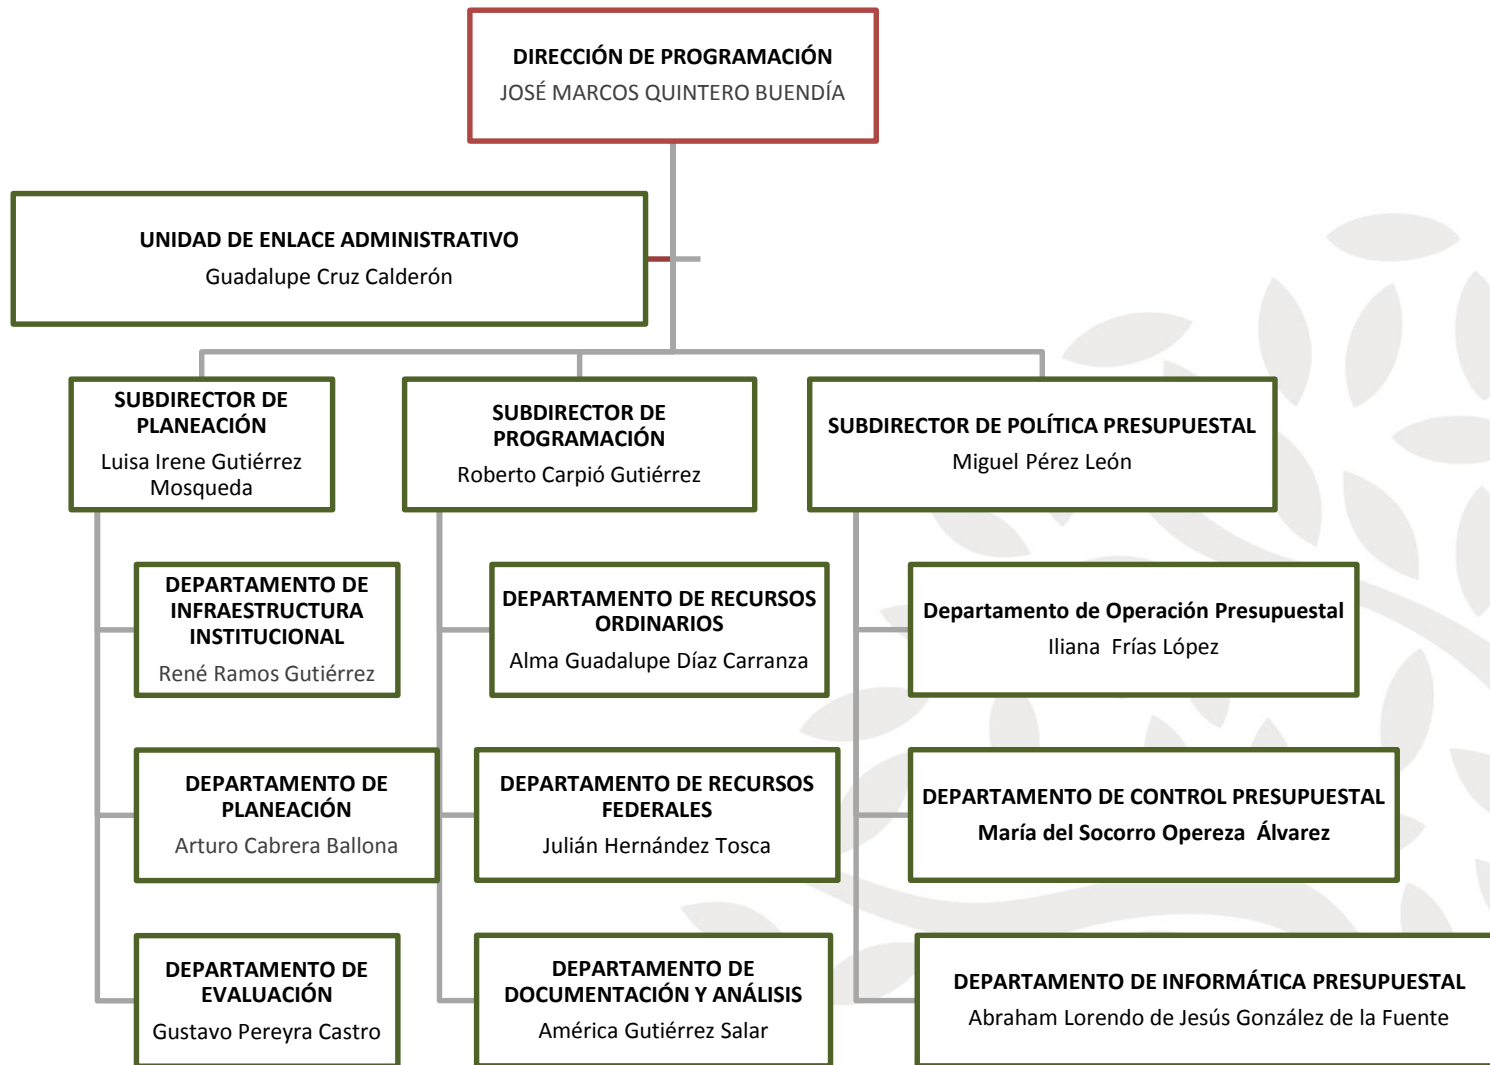 DIRECCIÓN DE PROGRAMACIÓN
JOSÉ MARCOS QUINTERO BUENDÍA
UNIDAD DE ENLACE ADMINISTRATIVO
Guadalupe Cruz Calderón
SUBDIRECTOR DE
PLANEACIÓN
Luisa Irene Gutiérrez
Mosqueda
SUBDIRECTOR DE
PROGRAMACIÓN
Roberto Carpió Gutiérrez
SUBDIRECTOR DE POLÍTICA PRESUPUESTAL
Miguel Pérez León
DEPARTAMENTO DE
INFRAESTRUCTURA
INSTITUCIONAL
René Ramos Gutiérrez
DEPARTAMENTO DE RECURSOS
ORDINARIOS
Alma Guadalupe Díaz Carranza
Departamento de Operación Presupuestal
Iliana  Frías López
DEPARTAMENTO DE
PLANEACIÓN
Arturo Cabrera Ballona
DEPARTAMENTO DE RECURSOS
FEDERALES
Julián Hernández Tosca
DEPARTAMENTO DE CONTROL PRESUPUESTAL
María del Socorro Opereza  Álvarez
DEPARTAMENTO DE
EVALUACIÓN
Gustavo Pereyra Castro
DEPARTAMENTO DE
DOCUMENTACIÓN Y ANÁLISIS
América Gutiérrez Salar
DEPARTAMENTO DE INFORMÁTICA PRESUPUESTAL
Abraham Lorendo de Jesús González de la Fuente